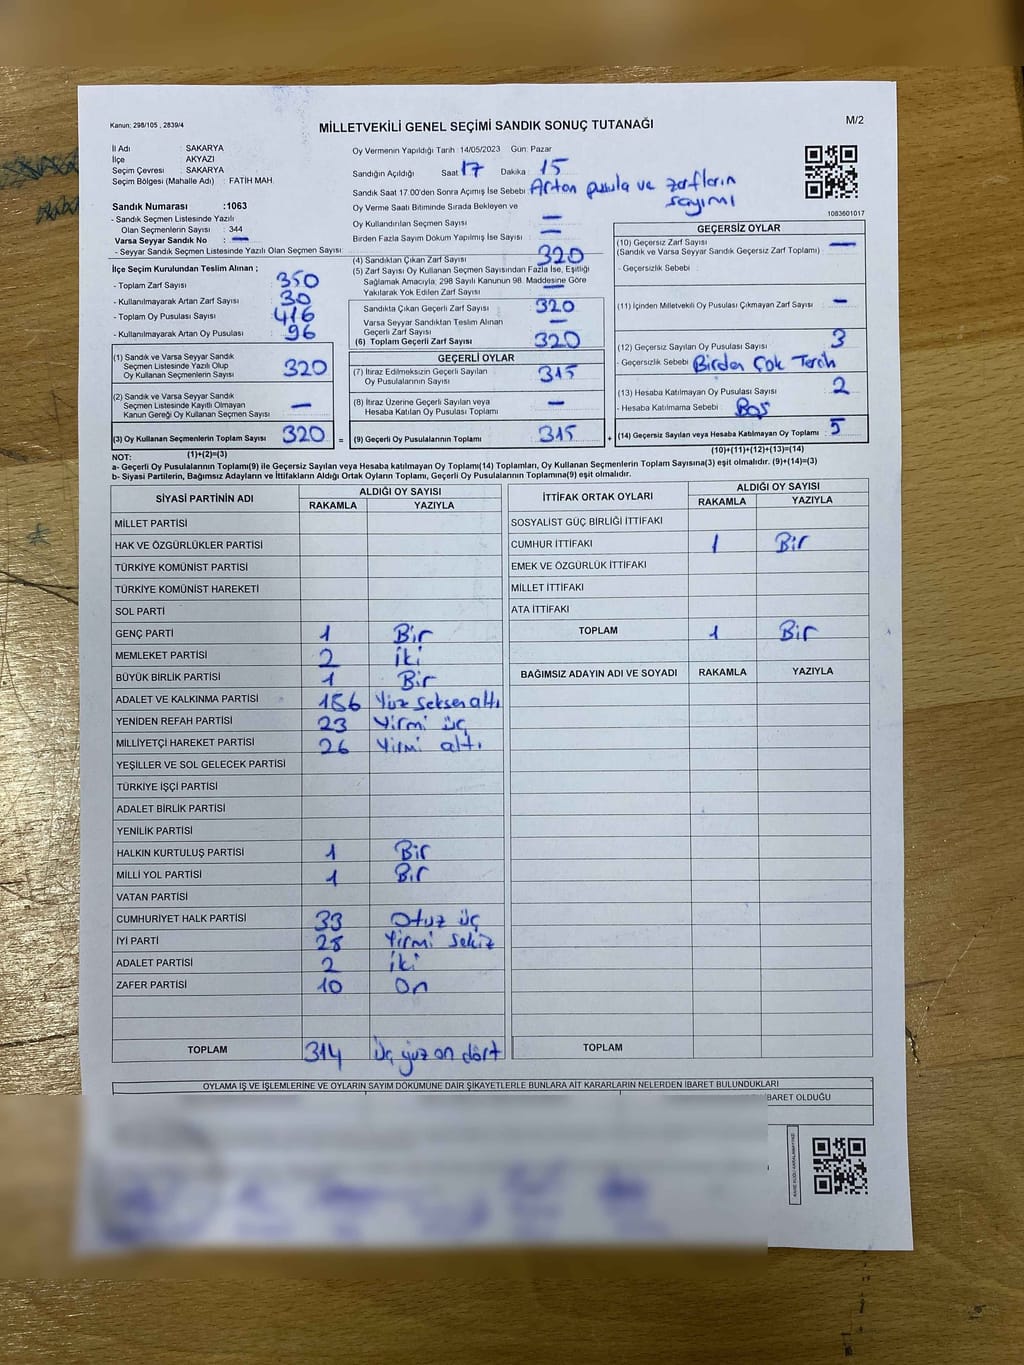 Kanun; 298/105 , 2839/4
MİLLETVEKİLİ GENEL SEÇİMİ SANDIK SONUÇ TUTANAĞI
M/2
İl Adı : SAKARYA
İlçe : AKYAZI
Seçim Çevresi : SAKARYA
Seçim Bölgesi (Mahalle Adı) : FATİH MAH.
Sandık Numarası :1063
- Sandık Seçmen Listesinde Yazılı
Olan Seçmenlerin Sayısı : 344
Varsa Seyyar Sandık No : —
- Seyyar Sandık Seçmen Listesinde Yazılı Olan Seçmen Sayısı:
Oy Vermenin Yapıldığı Tarih :14/05/2023 Gün: Pazar
Sandığın Açıldığı Saat 17 Dakika : 15
Sandık Saat 17.00'den Sonra Açımış İse Sebebi : Artan pusula ve zarfların
sayımı
Oy Verme Saati Bitiminde Sırada Bekleyen ve
Oy Kullandırılan Seçmen Sayısı —
Birden Fazla Sayım Döküm Yapılmış İse Sayısı : —
1083601017
İlçe Seçim Kurulundan Teslim Alınan ;
- Toplam Zarf Sayısı : 350
- Kullanılmayarak Artan Zarf Sayısı : 30
- Toplam Oy Pusulası Sayısı : 416
- Kullanılmayarak Artan Oy Pusulası : 96
(1) Sandık ve Varsa Seyyar Sandık
Seçmen Listesinde Yazılı Olup
Oy Kullanan Seçmenlerin Sayısı : 320
(2) Sandık ve Varsa Seyyar Sandık
Seçmen Listesinde Kayıtlı Olmayan
Kanun Gereği Oy Kullanan Seçmen Sayısı : —
(3) Oy Kullanan Seçmenlerin Toplam Sayısı : 320 =
(4) Sandıktan Çıkan Zarf Sayısı : 320
(5) Zarf Sayısı Oy Kullanan Seçmen Sayısından Fazla İse, Eşitliği
Sağlamak Amacıyla; 298 Sayılı Kanunun 98. Maddesine Göre
Yakılarak Yok Edilen Zarf Sayısı : —
Sandıkta Çıkan Geçerli Zarf Sayısı : 320
Varsa Seyyar Sandıktan Teslim Alınan
Geçerli Zarf Sayısı : —
(6) Toplam Geçerli Zarf Sayısı : 320
GEÇERLİ OYLAR
(7) İtiraz Edilmeksizin Geçerli Sayılan
Oy Pusulalarının Sayısı : 315
(8) İtiraz Üzerine Geçerli Sayılan veya
Hesaba Katılan Oy Pusulası Toplamı : —
(9) Geçerli Oy Pusulalarının Toplamı : 315 +
GEÇERSİZ OYLAR
(10) Geçersiz Zarf Sayısı : —
(Sandık ve Varsa Seyyar Sandık Geçersiz Zarf Toplamı)
- Geçersizlik Sebebi :
(11) İçinden Milletvekili Oy Pusulası Çıkmayan Zarf Sayısı : —
(12) Geçersiz Sayılan Oy Pusulası Sayısı : 3
- Geçersizlik Sebebi : Birden Çok Tercih
(13) Hesaba Katılmayan Oy Pusulası Sayısı : 2
- Hesaba Katılmama Sebebi : Boş
(14) Geçersiz Sayılan veya Hesaba Katılmayan Oy Toplamı : 5
NOT: (1)+(2)=(3) (10)+(11)+(12)+(13)=(14)
a- Geçerli Oy Pusulalarının Toplamı(9) ile Geçersiz Sayılan veya Hesaba katılmayan Oy Toplamı(14) Toplamları, Oy Kullanan Seçmenlerin Toplam Sayısına(3) eşit olmalıdır. (9)+(14)=(3)
b- Siyasi Partilerin, Bağımsız Adayların ve İttifakların Aldığı Ortak Oyların Toplamı, Geçerli Oy Pusulalarının Toplamına(9) eşit olmalıdır.
SİYASİ PARTİNİN ADI ALDIĞI OY SAYISI
RAKAMLA YAZIYLA
MİLLET PARTİSİ
HAK VE ÖZGÜRLÜKLER PARTİSİ
TÜRKİYE KOMÜNİST PARTİSİ
TÜRKİYE KOMÜNİST HAREKETİ
SOL PARTİ
GENÇ PARTİ 1 Bir
MEMLEKET PARTİSİ 2 İki
BÜYÜK BİRLİK PARTİSİ 1 Bir
ADALET VE KALKINMA PARTİSİ 186 Yüz seksen altı
YENİDEN REFAH PARTİSİ 23 Yirmi üç
MİLLİYETÇİ HAREKET PARTİSİ 26 Yirmi altı
YEŞİLLER VE SOL GELECEK PARTİSİ
TÜRKİYE İŞÇİ PARTİSİ
ADALET BİRLİK PARTİSİ
YENİLİK PARTİSİ
HALKIN KURTULUŞ PARTİSİ 1 Bir
MİLLİ YOL PARTİSİ 1 Bir
VATAN PARTİSİ
CUMHURİYET HALK PARTİSİ 33 Otuz üç
İYİ PARTİ 28 Yirmi sekiz
ADALET PARTİSİ 2 iki
ZAFER PARTİSİ 10 On
TOPLAM 314 Üç yüz on dört
İTTİFAK ORTAK OYLARI ALDIĞI OY SAYISI
RAKAMLA YAZIYLA
SOSYALİST GÜÇ BİRLİĞİ İTTİFAKI
CUMHUR İTTİFAKI 1 Bir
EMEK VE ÖZGÜRLÜK İTTİFAKI
MİLLET İTTİFAKI
ATA İTTİFAKI
TOPLAM 1 Bir
BAĞIMSIZ ADAYIN ADI VE SOYADI RAKAMLA YAZIYLA
TOPLAM
OYLAMA İŞ VE İŞLEMLERİNE VE OYLARIN SAYIM DÖKÜMÜNE DAİR ŞİKAYETLERLE BUNLARA AİT KARARLARIN NELERDEN İBARET BULUNDUKLARI
İBARET OLDUĞU